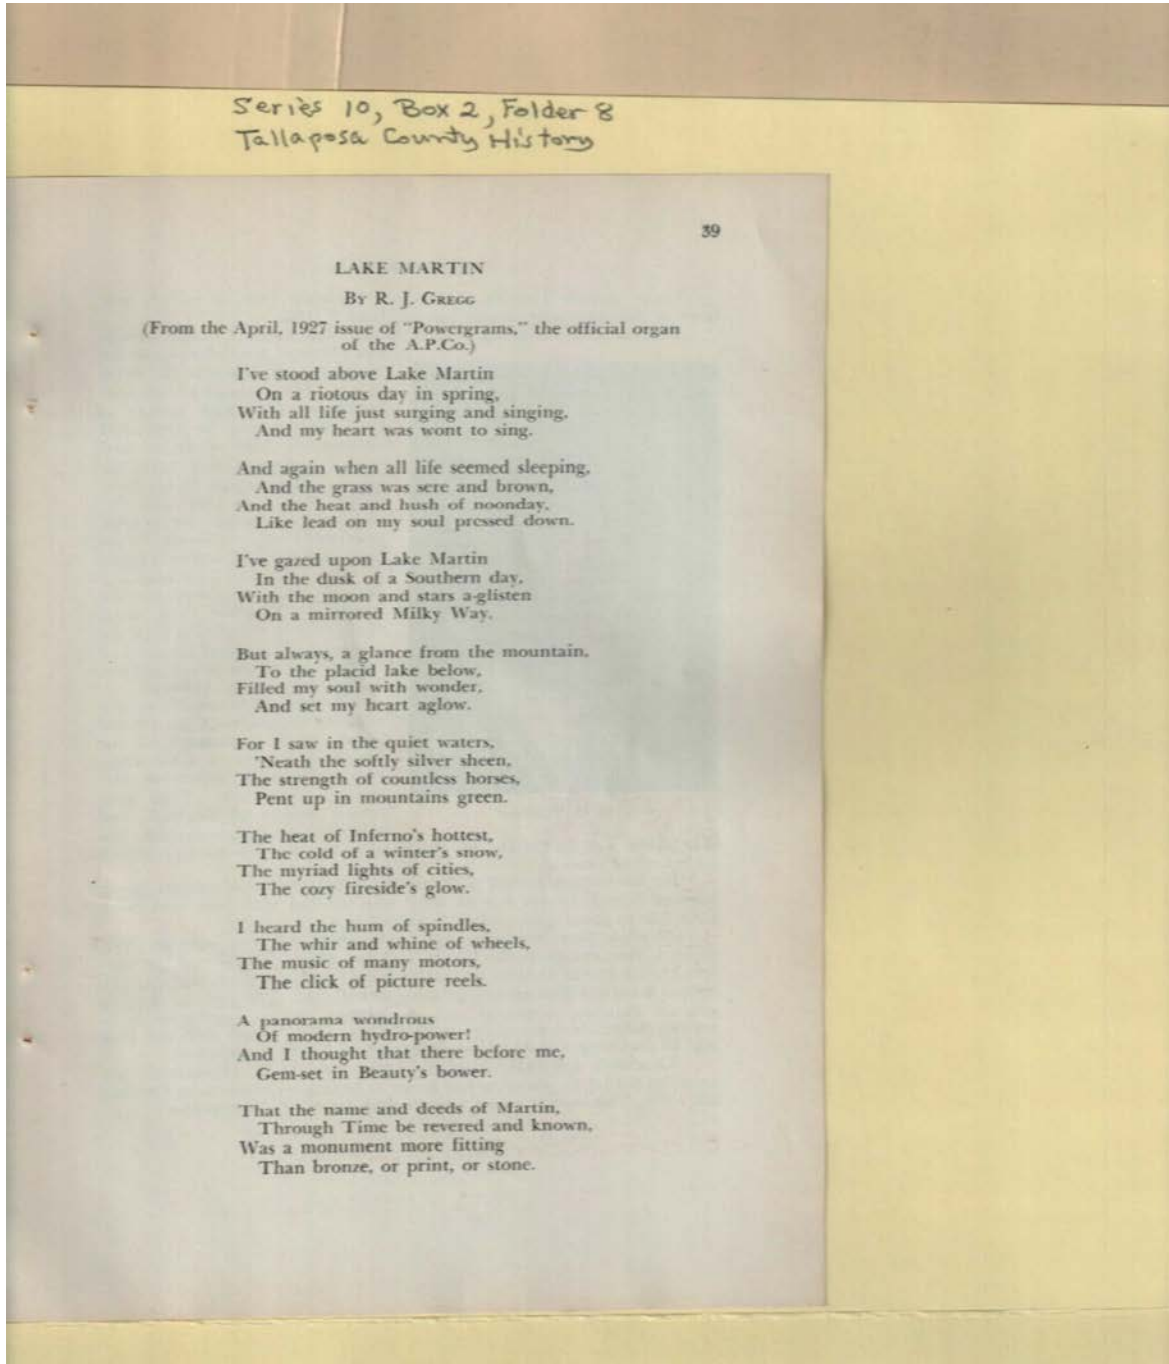 Series 10, Box 2, Folder 8
Tallaposa County History
39
LAKE MARTIN
By R. J. Gregg
(From the April, 1927 issue of "Powergrams," the official organ
of the A.P.Co.)
I've stood above Lake Martin
On a riotous day in spring,
With all life just surging and singing,
And my heart was wont to sing.
And again when all life seemed sleeping,
And the grass was sere and brown,
And the heat and hush of noonday,
Like lead on my soul pressed down.
I've gazed upon Lake Martin
In the dusk of a Southern day,
With the moon and stars a-glisten
On a mirrored Milky Way.
But always, a glance from the mountain,
To the placid lake below,
Filled my soul with wonder,
And set my heart aglow.
For I saw in the quiet waters,
'Neath the softly silver sheen,
The strength of countless horses,
Pent up in mountains green.
The heat of Inferno's hottest,
The cold of a winter's snow,
The myriad lights of cities,
The cozy fireside's glow.
I heard the hum of spindles,
The whir and whine of wheels,
The music of many motors,
The click of picture reels.
A panorama wondrous
Of modern hydro-power!
And I thought that there before me,
Gem-set in Beauty's bower.
That the name and deeds of Martin,
Through Time be revered and known,
Was a monument more fitting
Than bronze, or print, or stone.